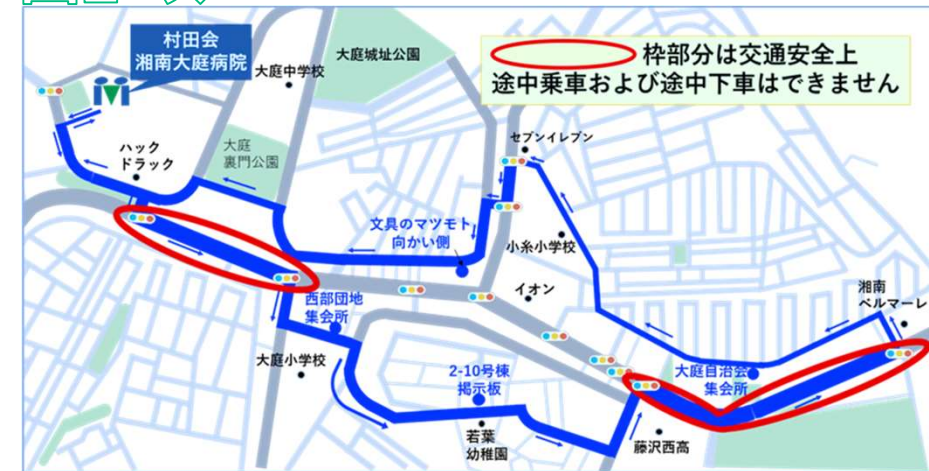 村田会
湘南大庭病院
大庭中学校
大庭城址公園
枠部分は交通安全上
途中乗車および途中下車はできません
ハック
ドラック
大庭
裏門公園
セブンイレブン
文具のマツモト
向かい側
小糸小学校
西部団地
集会所
イオン
湘南
ベルマーレ
大庭小学校
2-10号棟
掲示板
大庭自治会
集会所
若葉
幼稚園
藤沢西高